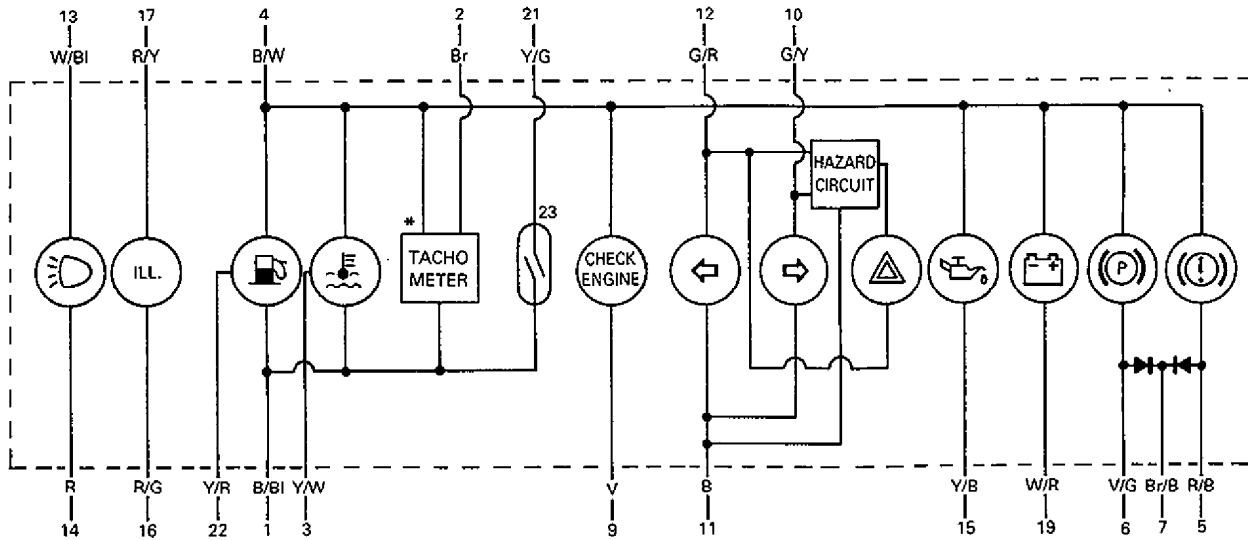 13 17 4 2 21 12 10
W/Bl R/Y B/W Br Y/G G/R G/Y
HAZARD
CIRCUIT
* 23
ILL. TACHO
METER CHECK
ENGINE P !
R R/G Y/R B/Bl Y/W V B Y/B W/R V/G Br/B R/B
14 16 22 1 3 9 11 15 19 6 7 5